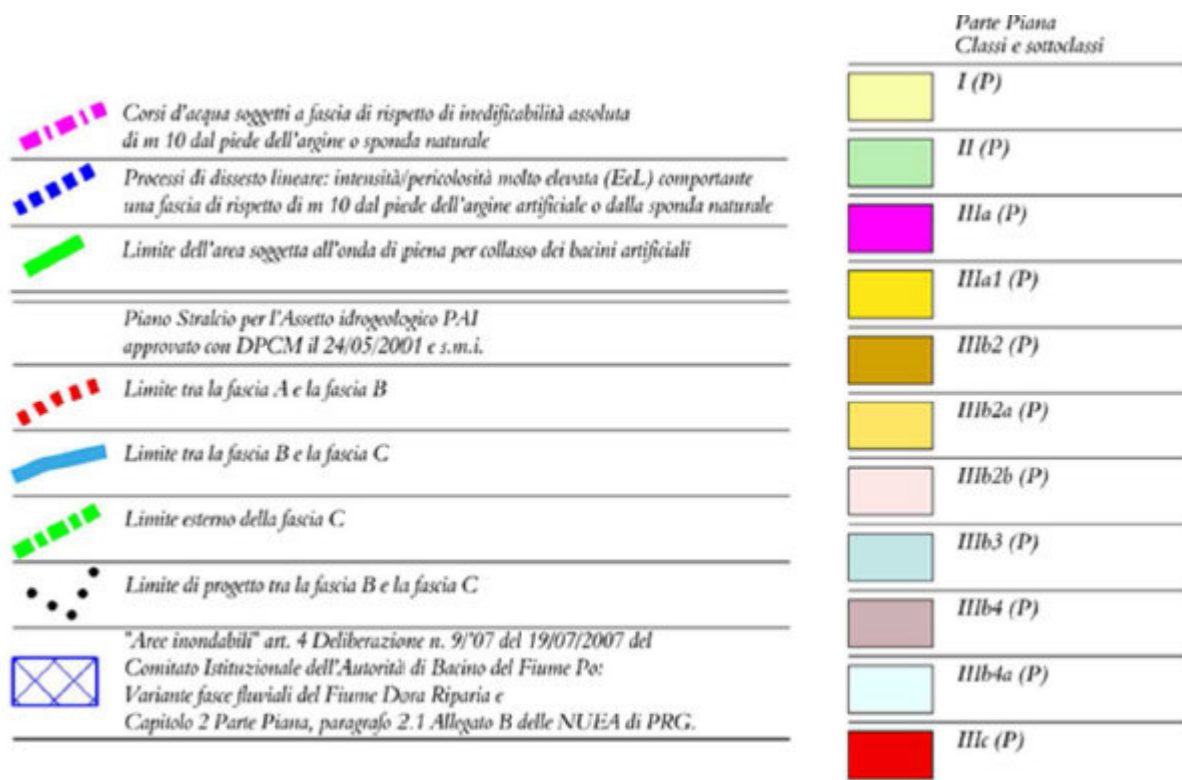 Corsi d'acqua soggetti a fascia di rispetto di inedificabilità assoluta
di m 10 dal piede dell'argine o sponda naturale
Processi di dissesto lineare: intensità/pericolosità molto elevata (EeL) comportante
una fascia di rispetto di m 10 dal piede dell'argine artificiale o dalla sponda naturale
Limite dell'area soggetta all'onda di piena per collasso dei bacini artificiali
Piano Stralcio per l'Assetto idrogeologico PAI
approvato con DPCM il 24/05/2001 e s.m.i.
Limite tra la fascia A e la fascia B
Limite tra la fascia B e la fascia C
Limite esterno della fascia C
Limite di progetto tra la fascia B e la fascia C
"Aree inondabili" art. 4 Deliberazione n. 9/'07 del 19/07/2007 del
Comitato Istituzionale dell'Autorità di Bacino del Fiume Po:
Variante fasce fluviali del Fiume Dora Riparia e
Capitolo 2 Parte Piana, paragrafo 2.1 Allegato B delle NUEA di PRG.
Parte Piana
Classi e sottoclassi
I (P)
II (P)
IIIa (P)
IIIa1 (P)
IIIb2 (P)
IIIb2a (P)
IIIb2b (P)
IIIb3 (P)
IIIb4 (P)
IIIb4a (P)
IIIc (P)